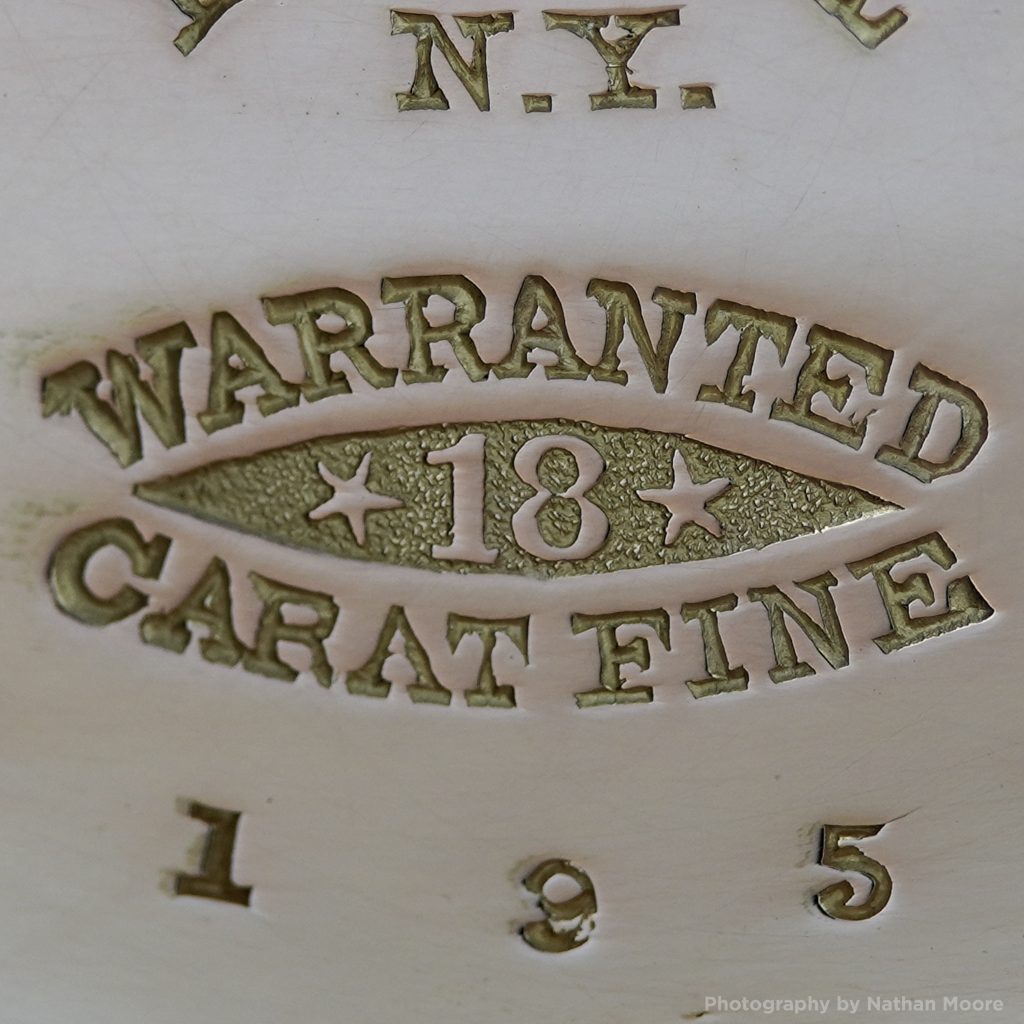 N.Y.
WARRANTED
18
CARAT FINE
1 9 5
Photography by Nathan Moore